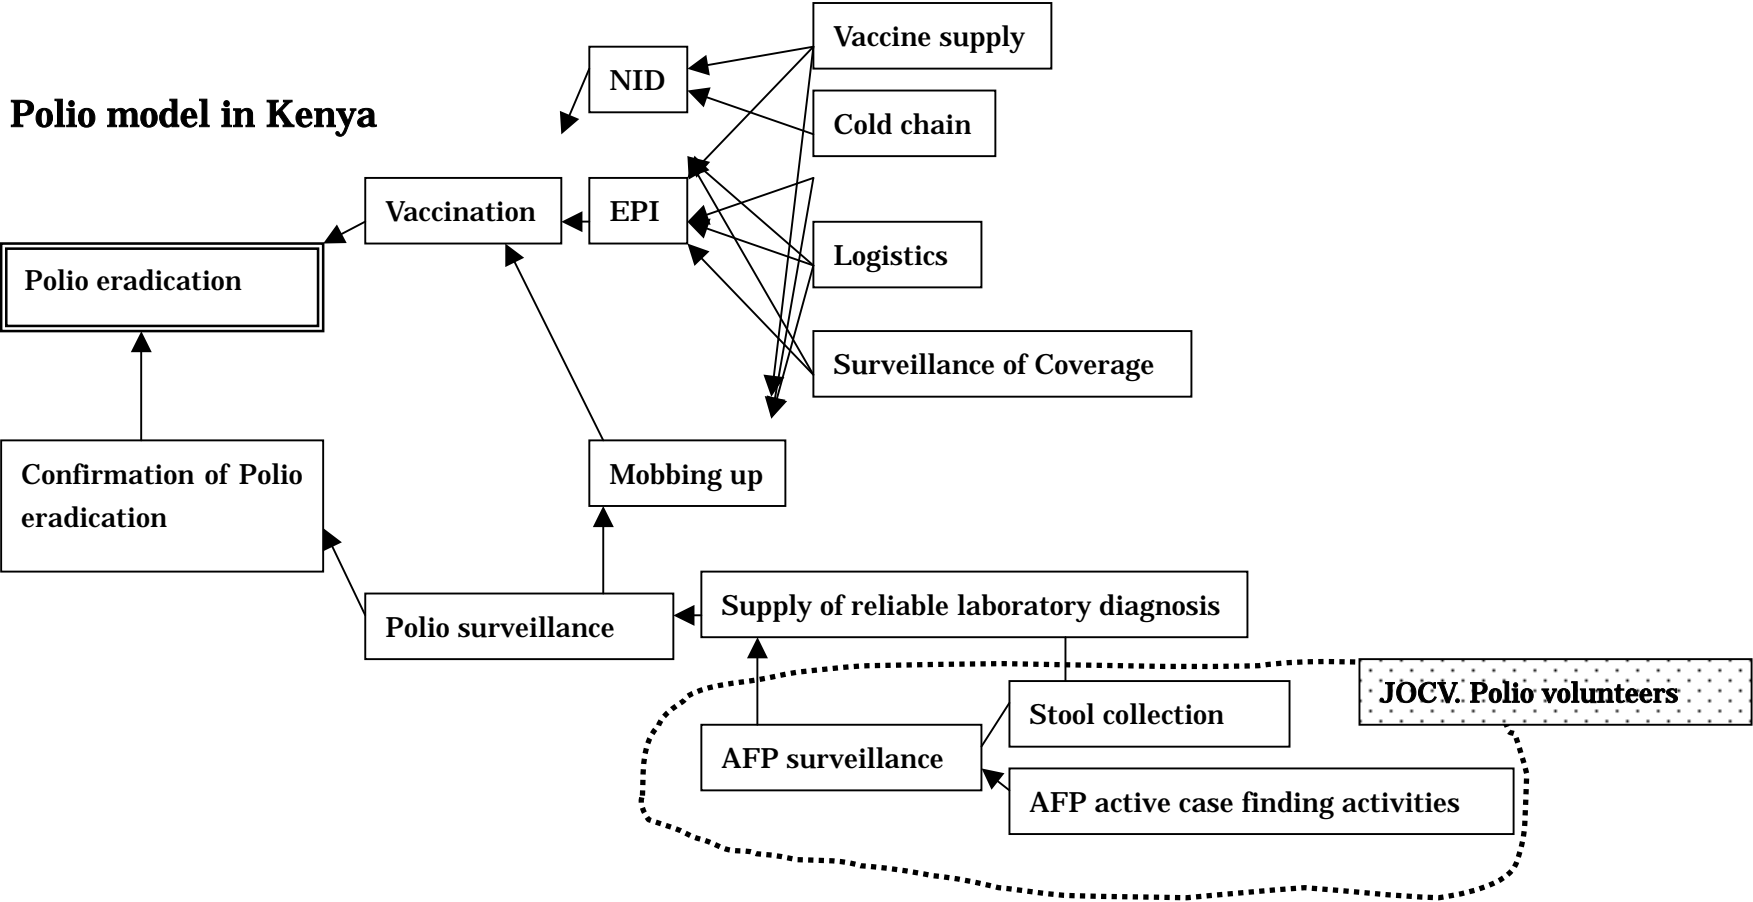 Vaccine supply
NID
Polio model in Kenya
Cold chain
Vaccination
EPI
Logistics
Polio eradication
Surveillance of Coverage
Confirmation of Polio
eradication
Mobbing up
Supply of reliable laboratory diagnosis
Polio surveillance
JOCV. Polio volunteers
Stool collection
AFP surveillance
AFP active case finding activities